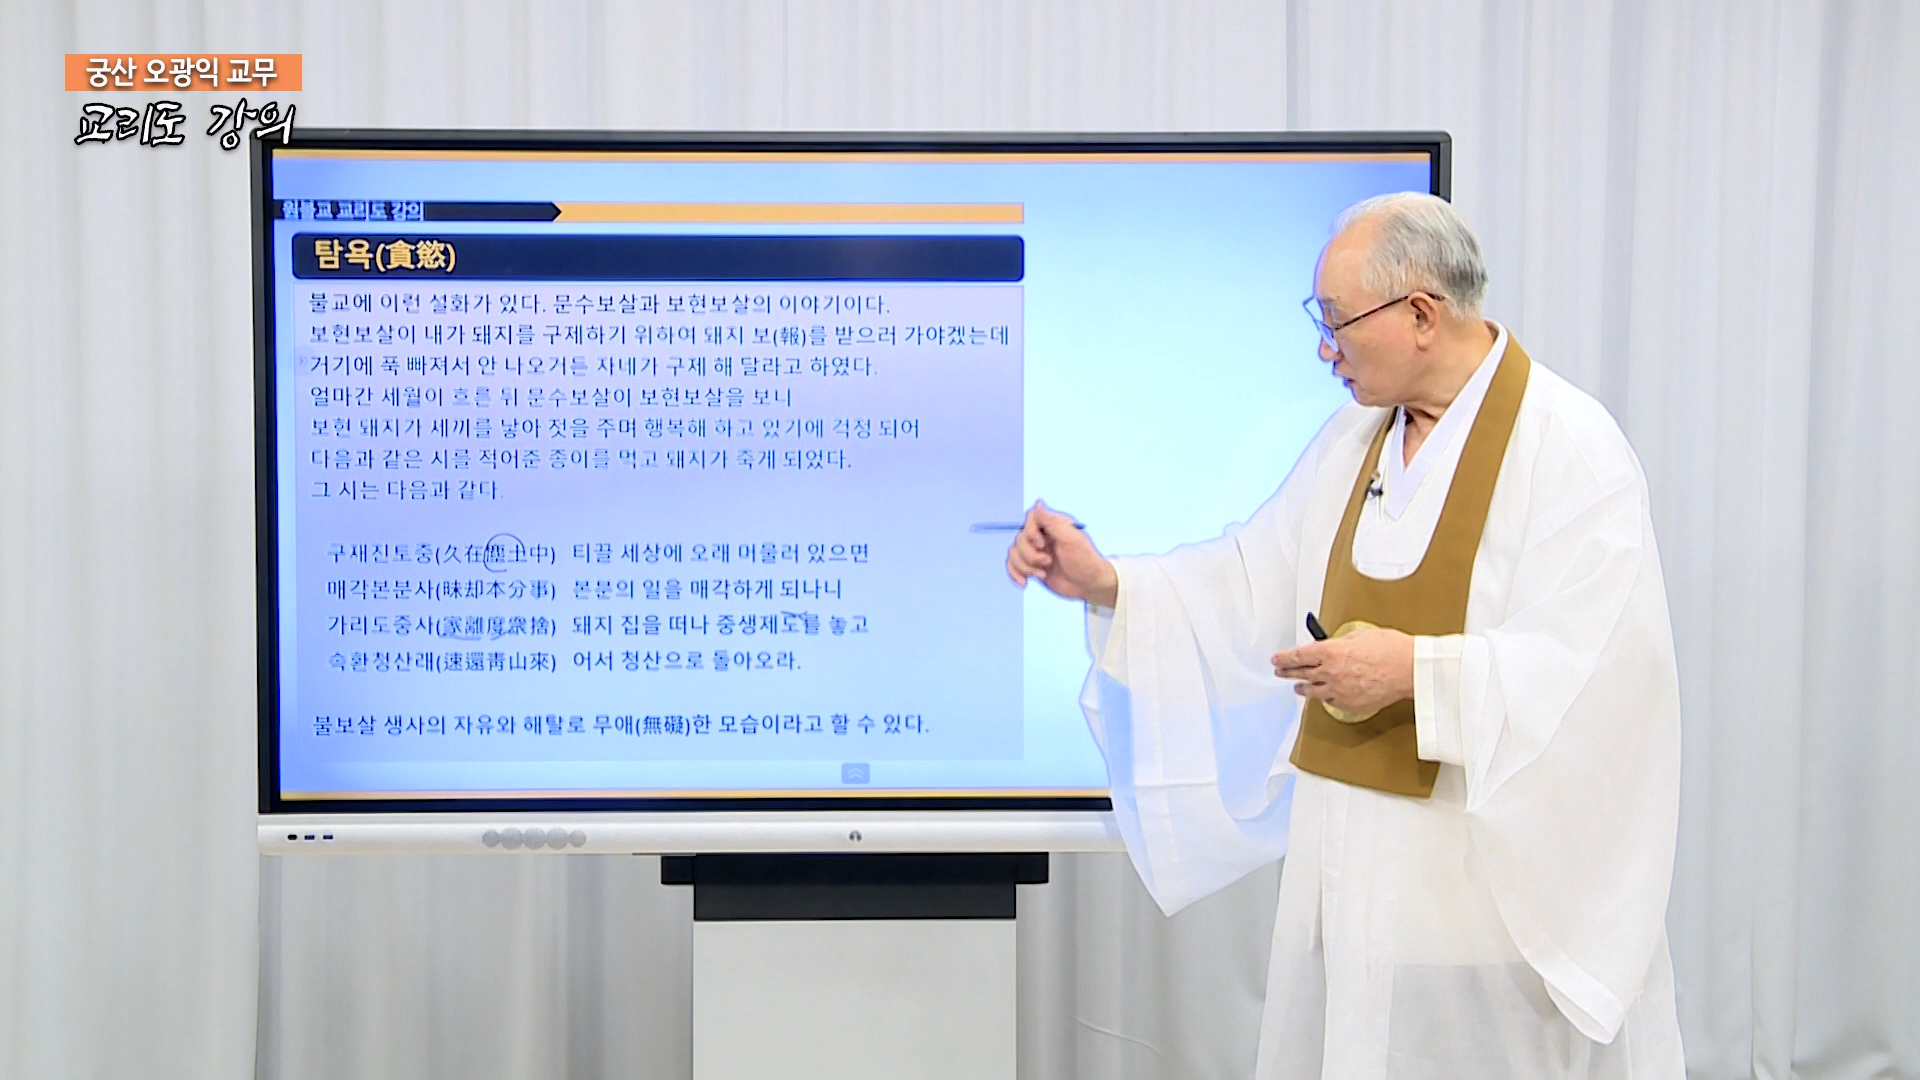 궁산 오광익 교무
교리도 강의
원불교 교리도 강의
탐욕(貪慾)
불교에 이런 설화가 있다. 문수보살과 보현보살의 이야기이다.
보현보살이 내가 돼지를 구제하기 위하여 돼지 보(報)를 받으러 가야겠는데
거기에 푹 빠져서 안 나오거든 자네가 구제 해 달라고 하였다.
얼마간 세월이 흐른 뒤 문수보살이 보현보살을 보니
보현 돼지가 세끼를 낳아 젓을 주며 행복해 하고 있기에 걱정 되어
다음과 같은 시를 적어준 종이를 먹고 돼지가 죽게 되었다.
그 시는 다음과 같다.
구재진토중(久在塵土中) 티끌 세상에 오래 머물러 있으면
매각본분사(昧却本分事) 본분의 일을 매각하게 되나니
가리도중사(家離度衆捨) 돼지 집을 떠나 중생제도를 놓고
속환청산래(速還靑山來) 어서 청산으로 돌아오라.
불보살 생사의 자유와 해탈로 무애(無礙)한 모습이라고 할 수 있다.